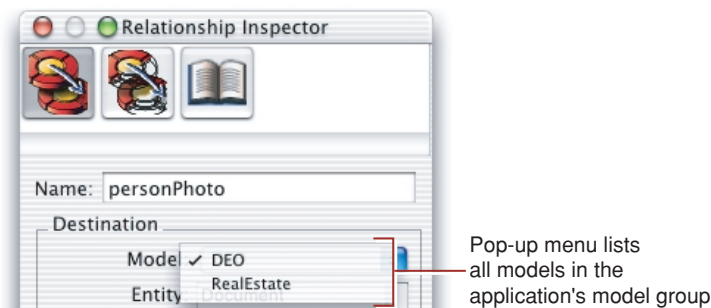 Relationship Inspector
Name: personPhoto
Destination
Model ✓ DEO
RealEstate
Entity: Document
Pop-up menu lists
all models in the
application's model group